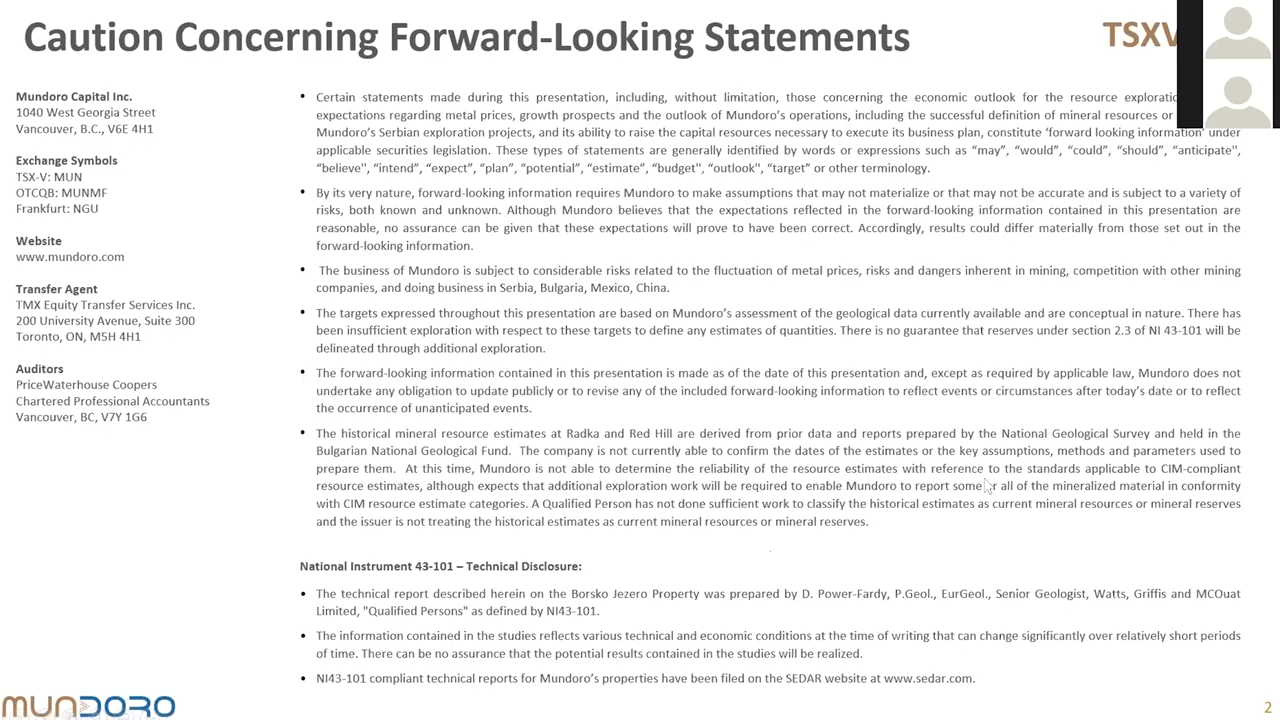 Caution Concerning Forward-Looking Statements
TSXV
Mundoro Capital Inc.
1040 West Georgia Street
Vancouver, B.C., V6E 4H1
Exchange Symbols
TSX-V: MUN
OTCQB: MUNMF
Frankfurt: NGU
Website
www.mundoro.com
Transfer Agent
TMX Equity Transfer Services Inc.
200 University Avenue, Suite 300
Toronto, ON, M5H 4H1
Auditors
PriceWaterhouse Coopers
Chartered Professional Accountants
Vancouver, BC, V7Y 1G6
• Certain statements made during this presentation, including, without limitation, those concerning the economic outlook for the resource
expectations regarding metal prices, growth prospects and the outlook of Mundoro's operations, including the successful definition of mineral resources or
Mundoro's Serbian exploration projects, and its ability to raise the capital resources necessary to execute its business plan, constitute 'forward looking information' under
applicable securities legislation. These types of statements are generally identified by words or expressions such as "may", "would", "could", "should", "anticipate",
"believe", "intend", "expect", "plan", "potential", "estimate", "budget", "outlook", "target" or other terminology.
• By its very nature, forward-looking information requires Mundoro to make assumptions that may not materialize or that may not be accurate and is subject to a variety of
risks, both known and unknown. Although Mundoro believes that the expectations reflected in the forward-looking information contained in this presentation are
reasonable, no assurance can be given that these expectations will prove to have been correct. Accordingly, results could differ materially from those set out in the
forward-looking information.
• The business of Mundoro is subject to considerable risks related to the fluctuation of metal prices, risks and dangers inherent in mining, competition with other mining
companies, and doing business in Serbia, Bulgaria, Mexico, China.
• The targets expressed throughout this presentation are based on Mundoro's assessment of the geological data currently available and are conceptual in nature. There has
been insufficient exploration with respect to these targets to define any estimates of quantities. There is no guarantee that reserves under section 2.3 of NI 43-101 will be
delineated through additional exploration.
• The forward-looking information contained in this presentation is made as of the date of this presentation and, except as required by applicable law, Mundoro does not
undertake any obligation to update publicly or to revise any of the included forward-looking information to reflect events or circumstances after today's date or to reflect
the occurrence of unanticipated events.
• The historical mineral resource estimates at Radka and Red Hill are derived from prior data and reports prepared by the National Geological Survey and held in the
Bulgarian National Geological Fund. The company is not currently able to confirm the dates of the estimates or the key assumptions, methods and parameters used to
prepare them. At this time, Mundoro is not able to determine the reliability of the resource estimates with reference to the standards applicable to CIM-compliant
resource estimates, although expects that additional exploration work will be required to enable Mundoro to report some or all of the mineralized material in conformity
with CIM resource estimate categories. A Qualified Person has not done sufficient work to classify the historical estimates as current mineral resources or mineral reserves
and the issuer is not treating the historical estimates as current mineral resources or mineral reserves.
National Instrument 43-101 – Technical Disclosure:
• The technical report described herein on the Borsko Jezero Property was prepared by D. Power-Fardy, P.Geol., EurGeol., Senior Geologist, Watts, Griffis and MCOuat
Limited, "Qualified Persons" as defined by NI43-101.
• The information contained in the studies reflects various technical and economic conditions at the time of writing that can change significantly over relatively short periods
of time. There can be no assurance that the potential results contained in the studies will be realized.
• NI43-101 compliant technical reports for Mundoro's properties have been filed on the SEDAR website at www.sedar.com.
MUNDORO
2